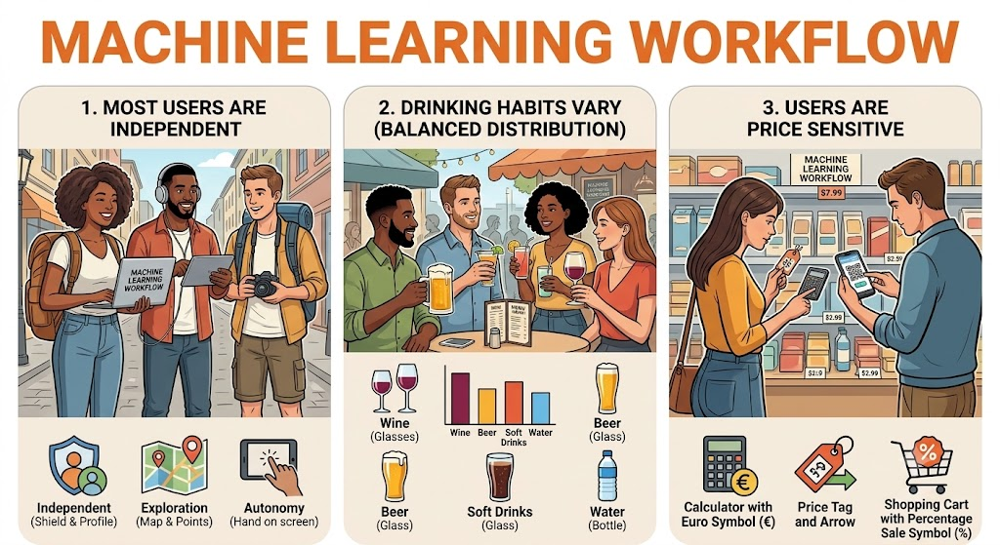 MACHINE LEARNING WORKFLOW
1. MOST USERS ARE
INDEPENDENT
MACHINE
LEARNING
WORKFLOW
Independent
(Shield & Profile)
Exploration
(Map & Points)
Autonomy
(Hand on screen)
2. DRINKING HABITS VARY
(BALANCED DISTRIBUTION)
MENU
Wine
(Glasses)
Wine
Beer
Soft
Drinks
Water
Beer
(Glass)
Beer
(Glass)
Soft Drinks
(Glass)
Water
(Bottle)
3. USERS ARE
PRICE SENSITIVE
MACHINE
LEARNING
WORKFLOW
$7.99
$2.99
$2.99
Calculator with
Euro Symbol (€)
€
Price Tag
and Arrow
%
Shopping Cart
with Percentage
Sale Symbol (%)